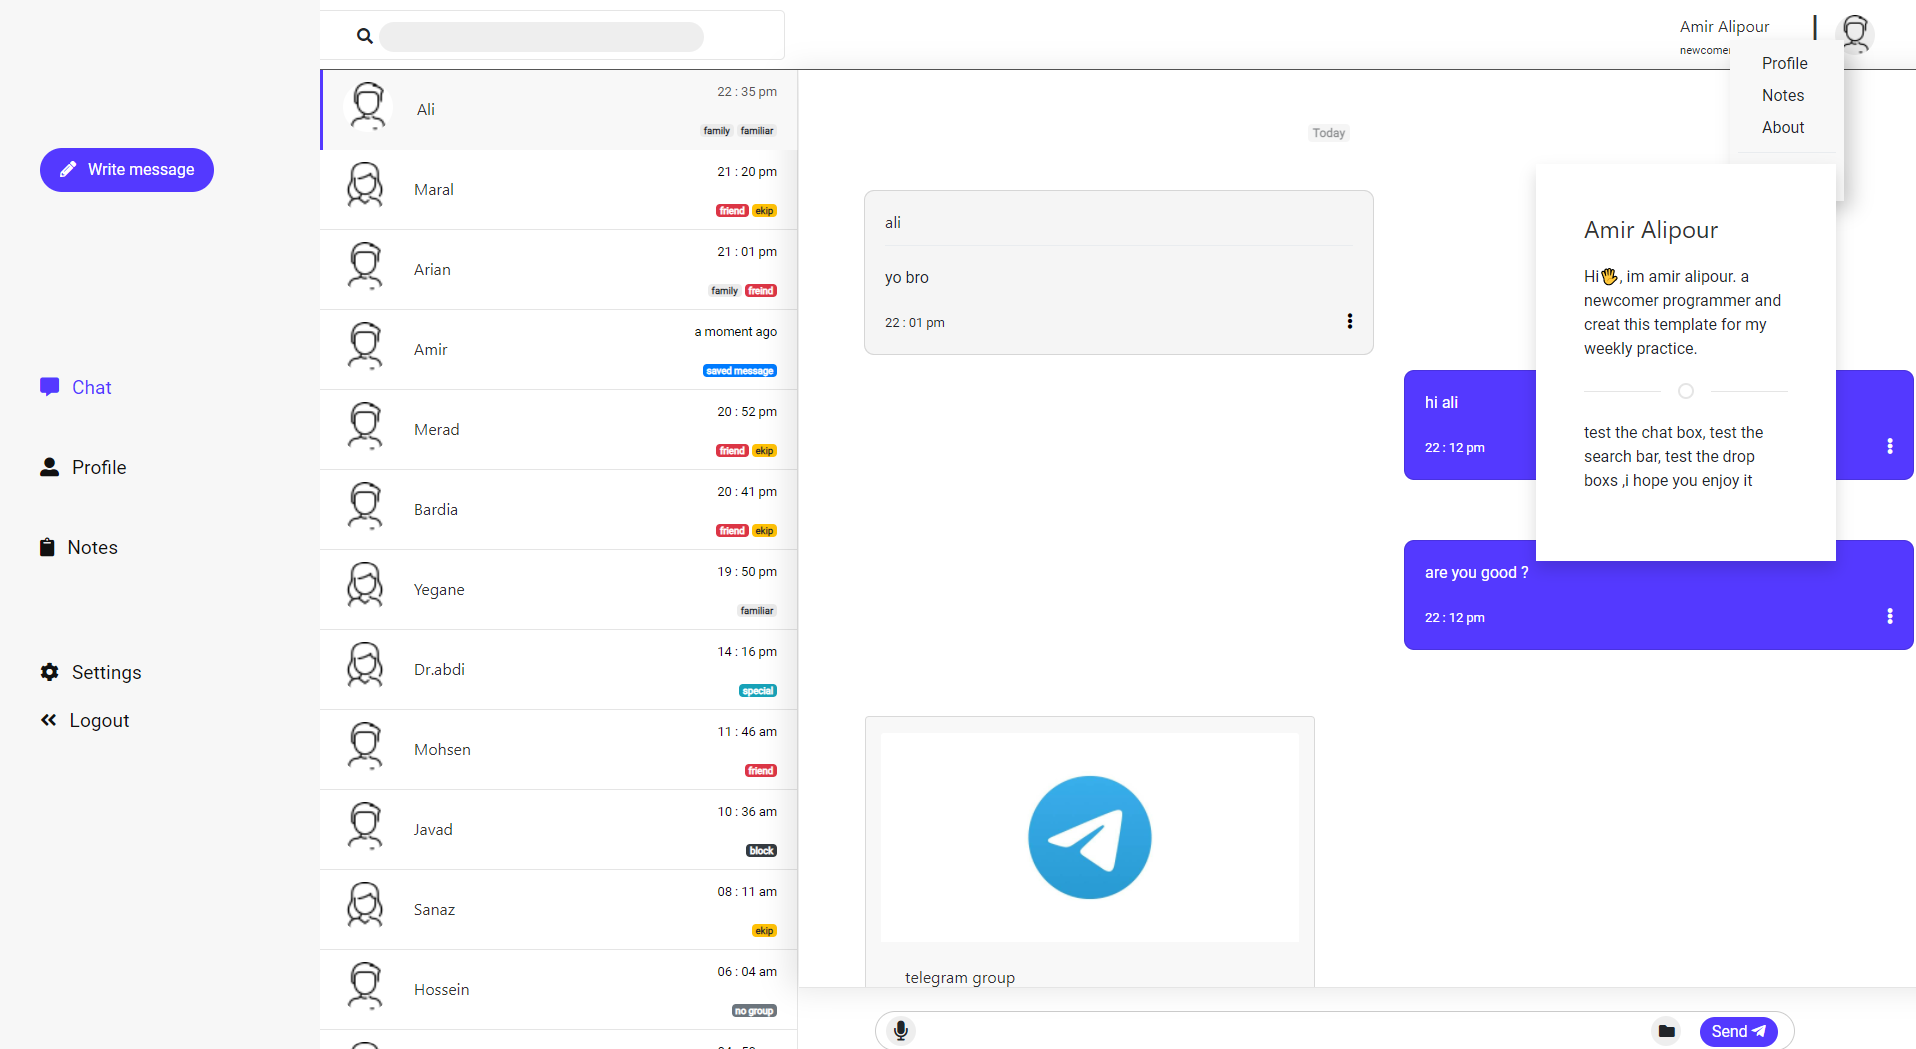 Write message
Chat
Profile
Notes
Settings
Logout
Ali
22 : 35 pm
family familiar
Maral
21 : 20 pm
friend ekip
Arian
21 : 01 pm
family freind
Amir
a moment ago
saved message
Merad
20 : 52 pm
friend ekip
Bardia
20 : 41 pm
friend ekip
Yegane
19 : 50 pm
familiar
Dr.abdi
14 : 16 pm
special
Mohsen
11 : 46 am
friend
Javad
10 : 36 am
block
Sanaz
08 : 11 am
ekip
Hossein
06 : 04 am
no group
Amir Alipour
newcomer
Profile
Notes
About
Today
ali
yo bro
22 : 01 pm
hi ali
22 : 12 pm
are you good ?
22 : 12 pm
Amir Alipour
Hi🖐, im amir alipour. a
newcomer programmer and
creat this template for my
weekly practice.
test the chat box, test the
search bar, test the drop
boxs ,i hope you enjoy it
telegram group
Send